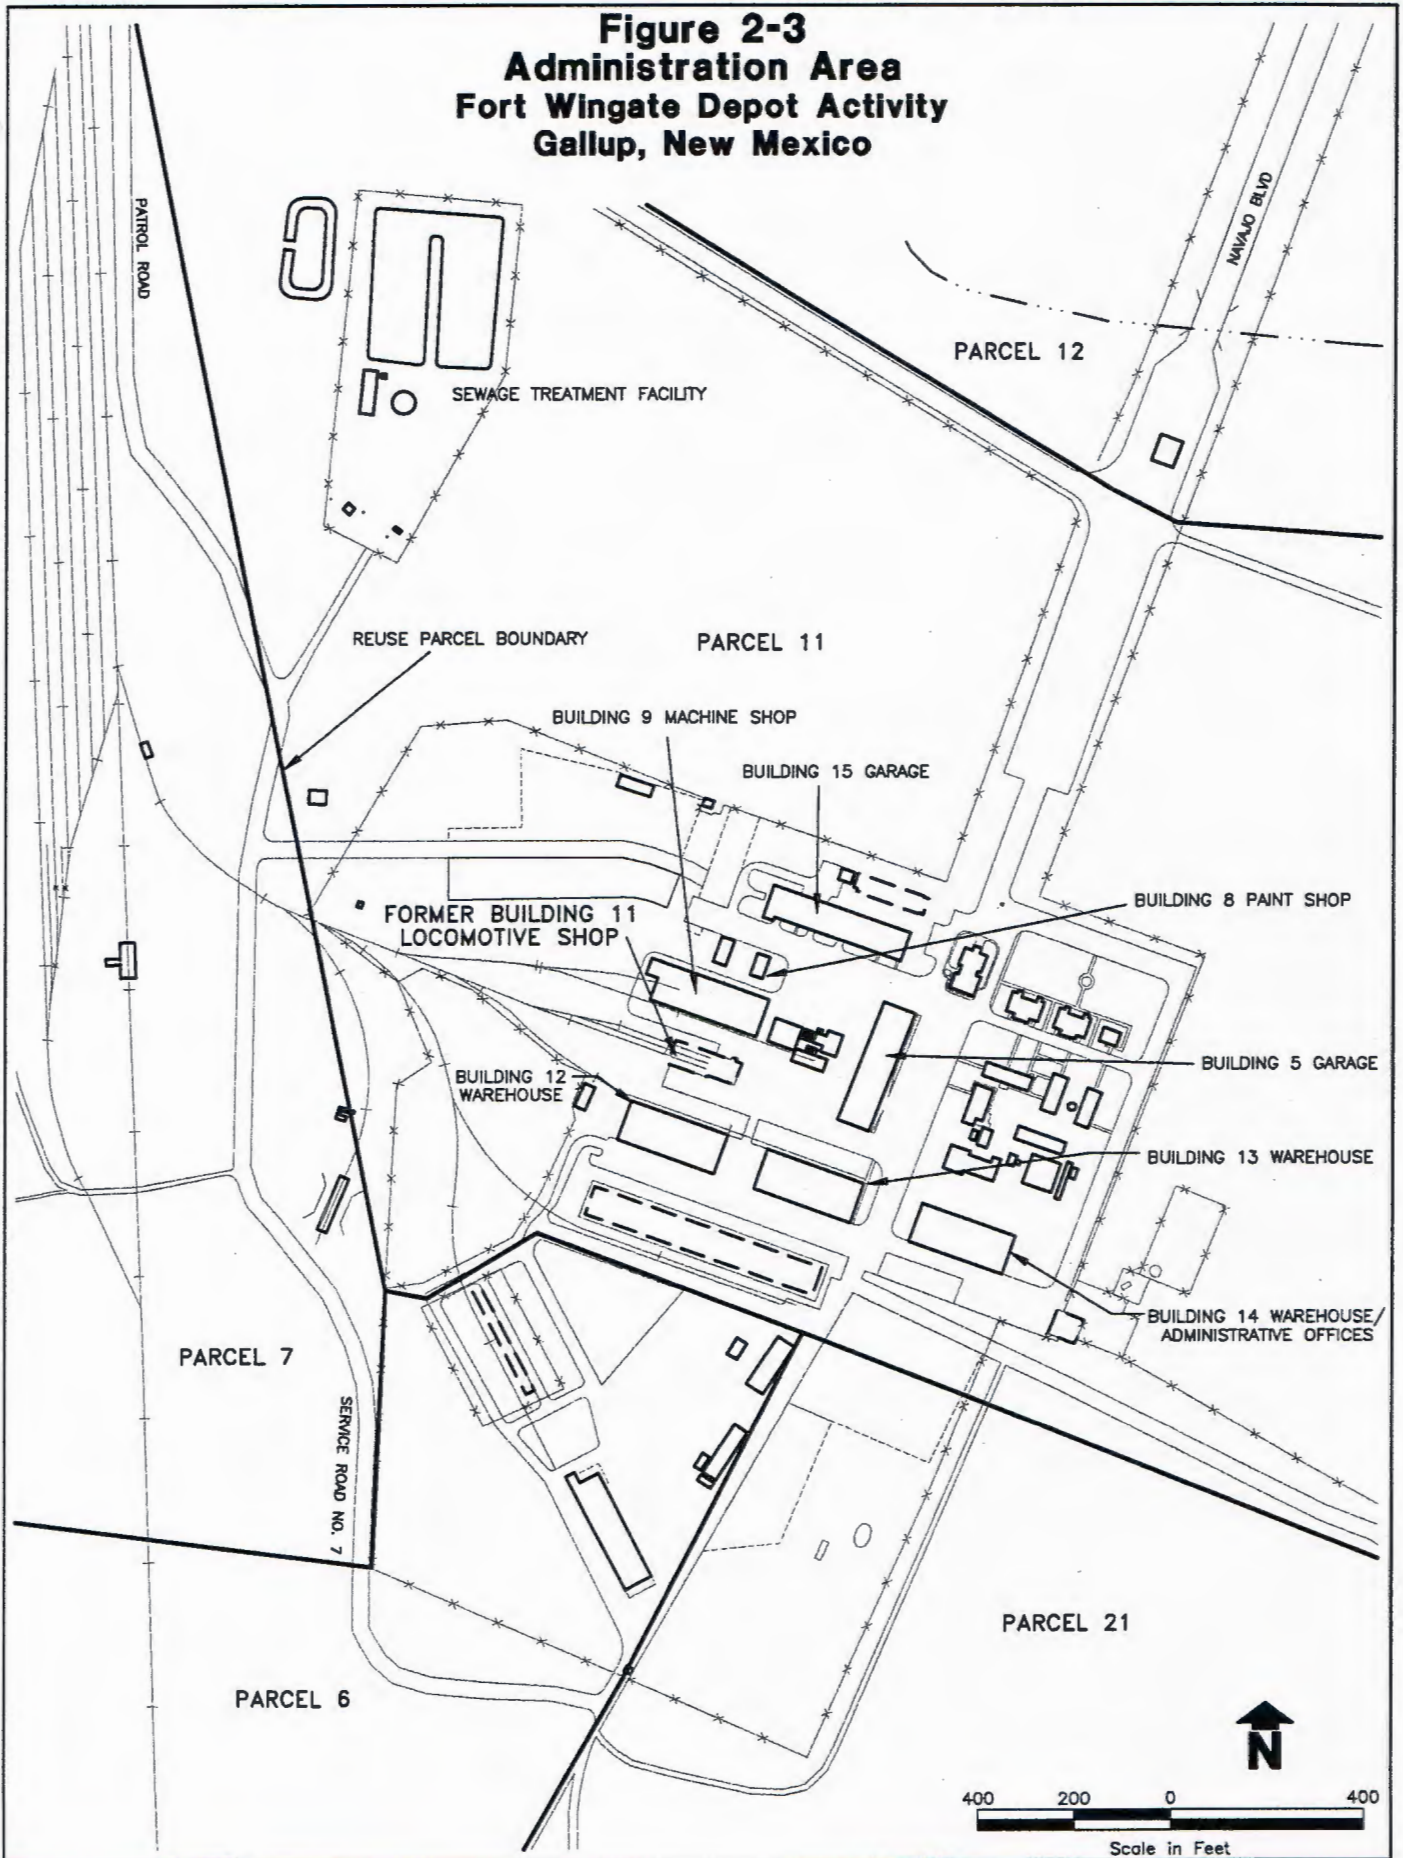 Figure 2-3
Administration Area
Fort Wingate Depot Activity
Gallup, New Mexico
PATROL ROAD
NAVAJO BLVD
PARCEL 12
SEWAGE TREATMENT FACILITY
REUSE PARCEL BOUNDARY
PARCEL 11
BUILDING 9 MACHINE SHOP
BUILDING 15 GARAGE
BUILDING 8 PAINT SHOP
FORMER BUILDING 11
LOCOMOTIVE SHOP
BUILDING 5 GARAGE
BUILDING 12
WAREHOUSE
BUILDING 13 WAREHOUSE
BUILDING 14 WAREHOUSE/
ADMINISTRATIVE OFFICES
PARCEL 7
SERVICE ROAD NO. 7
PARCEL 21
PARCEL 6
N
400 200 0 400
Scale in Feet